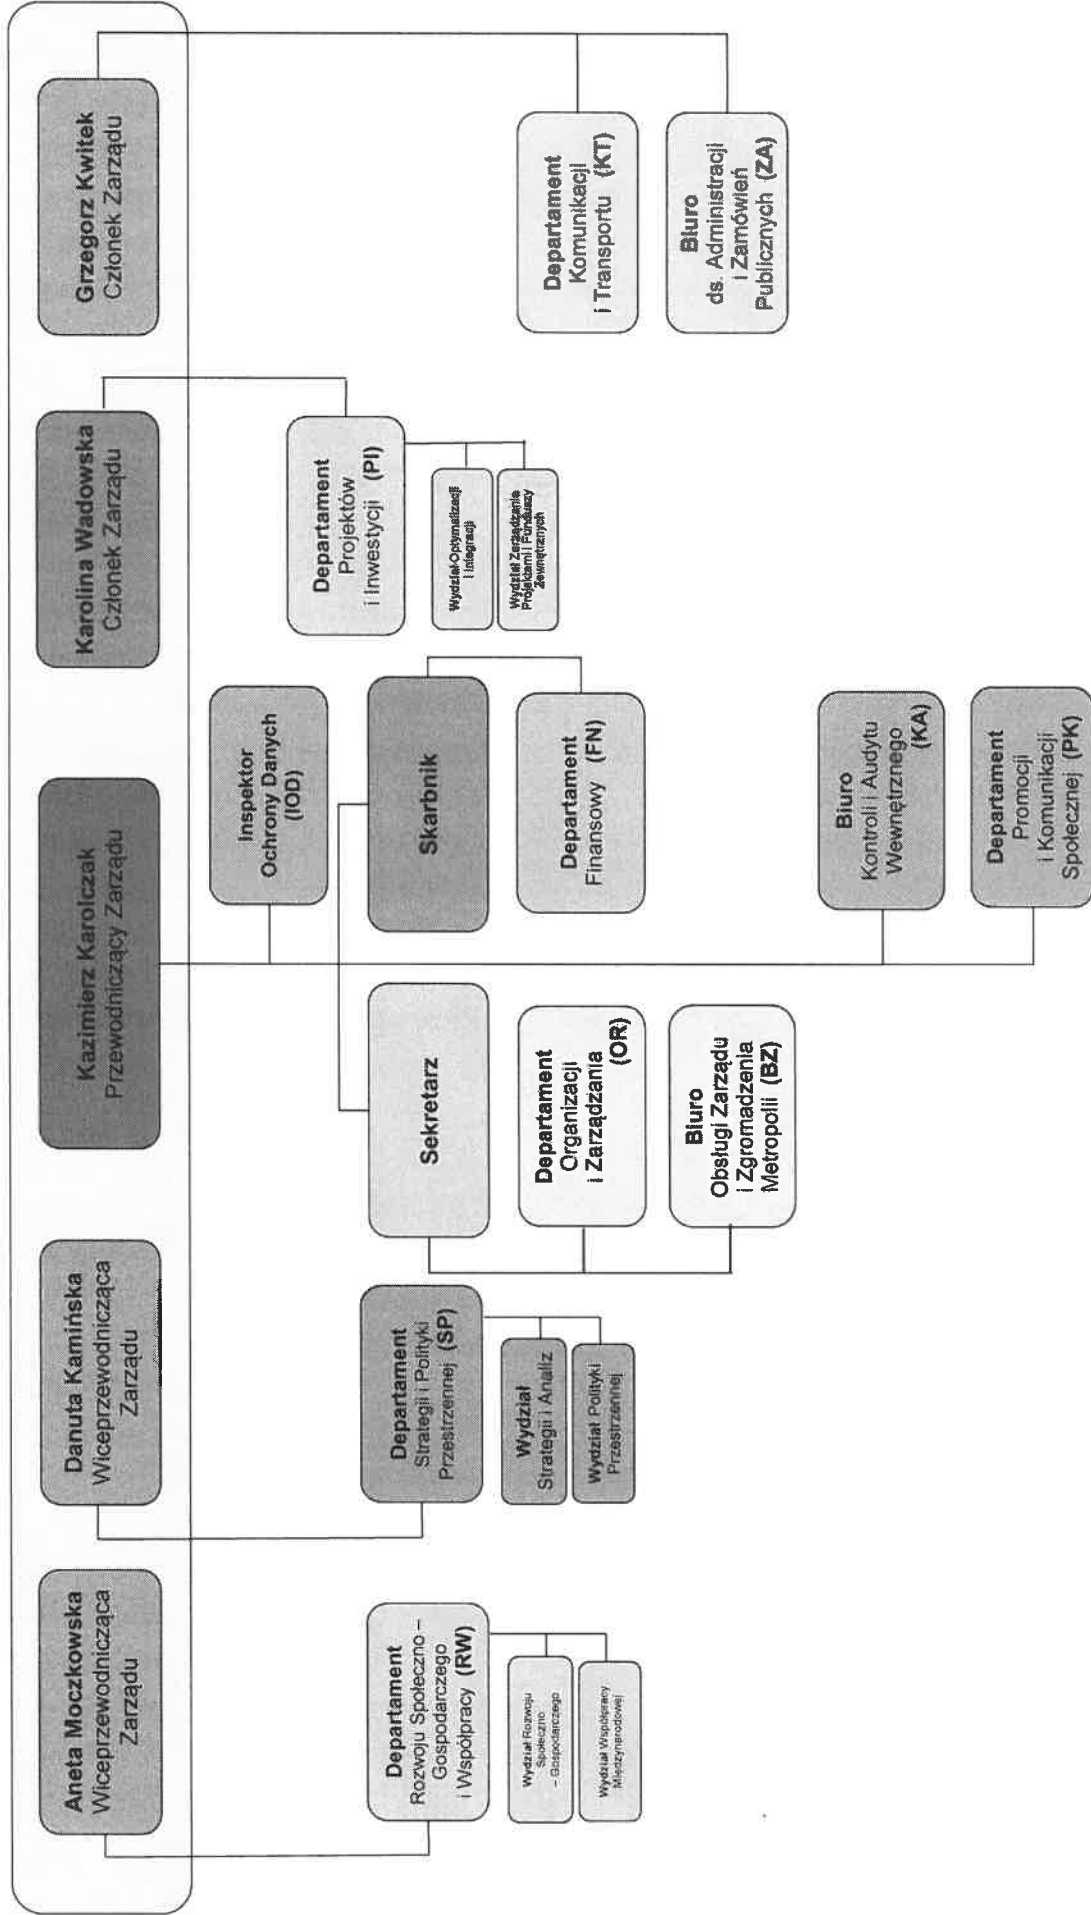 Aneta Moczkowska
Wiceprzewodnicząca
Zarządu
Danuta Kamińska
Wiceprzewodnicząca
Zarządu
Kazimierz Karolczak
Przewodniczący Zarządu
Karolina Wadowska
Członek Zarządu
Grzegorz Kwitek
Członek Zarządu
Departament
Rozwoju Społeczno –
Gospodarczego
i Współpracy (RW)
Wydział Rozwoju
Społeczno
– Gospodarczego
Wydział Współpracy
Międzynarodowej
Departament
Strategii i Polityki
Przestrzennej (SP)
Wydział
Strategii i Analiz
Wydział Polityki
Przestrzennej
Inspektor
Ochrony Danych
(IOD)
Sekretarz
Departament
Organizacji
i Zarządzania
(OR)
Biuro
Obsługi Zarządu
i Zgromadzenia
Metropolii (BZ)
Skarbnik
Departament
Finansowy (FN)
Biuro
Kontroli i Audytu
Wewnętrznego
(KA)
Departament
Promocji
i Komunikacji
Społecznej (PK)
Departament
Projektów
i Inwestycji (PI)
Wydział Optymalizacji
i Integracji
Wydział Zarządzania
Projektami i Funduszy
Zewnętrznych
Departament
Komunikacji
i Transportu (KT)
Biuro
ds. Administracji
i Zamówień
Publicznych (ZA)